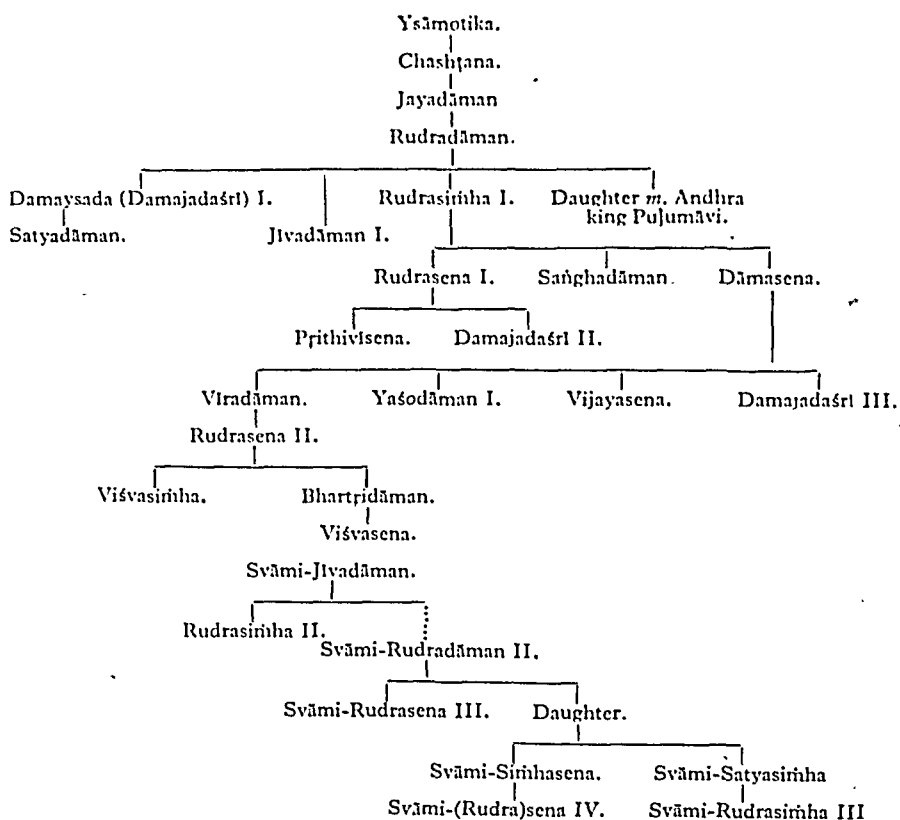 Ysāmotika.
Chashṭana.
Jayadāman
Rudradāman.
Damaysada (Damajadaśrī) I. Rudrasiṁha I. Daughter m. Andhra
king Puḷumāvi.
Satyadāman. Jīvadāman I.
Rudrasena I. Saṅghadāman. Dāmasena.
Pṛithivīsena. Damajadaśrī II.
Vīradāman. Yaśodāman I. Vijayasena. Damajadaśrī III.
Rudrasena II.
Viśvasiṁha. Bhartṛidāman.
Viśvasena.
Svāmi-Jīvadāman.
Rudrasiṁha II.
Svāmi-Rudradāman II.
Svāmi-Rudrasena III. Daughter.
Svāmi-Siṁhasena. Svāmi-Satyasiṁha
Svāmi-(Rudra)sena IV. Svāmi-Rudrasiṁha III